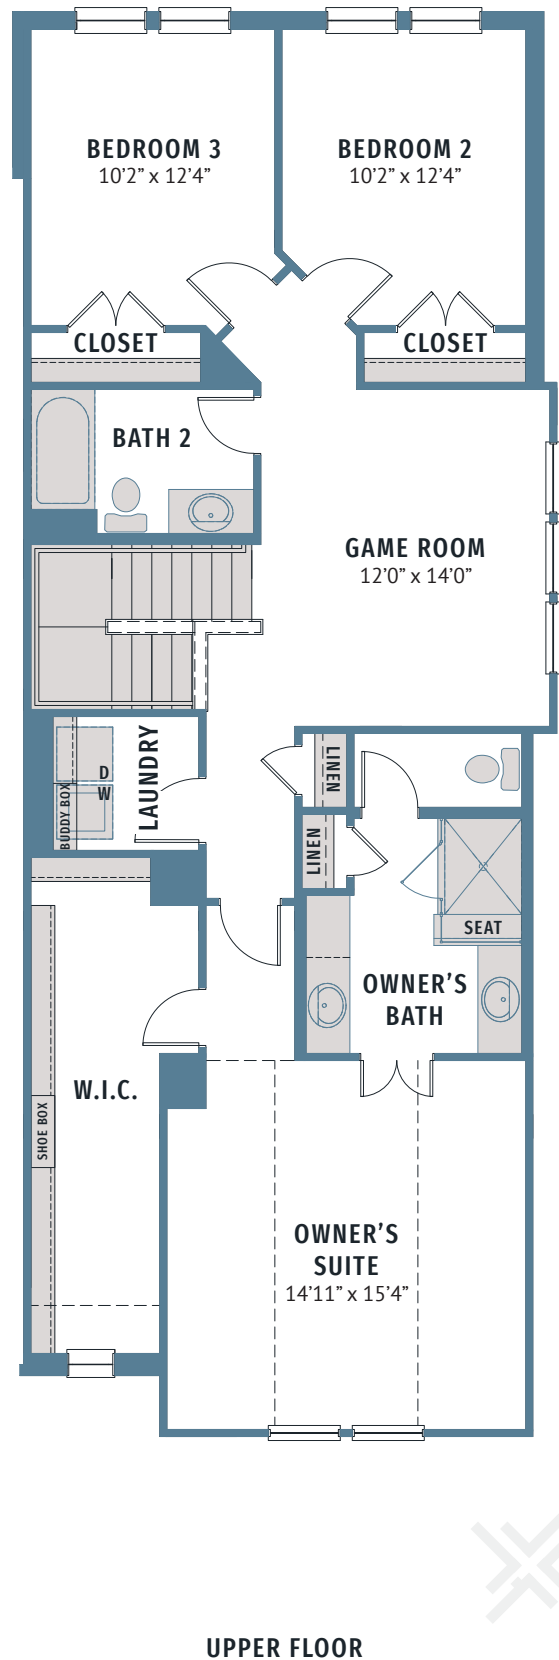 BEDROOM 3
10'2” x 12'4”
BEDROOM 2
10'2” x 12'4”
CLOSET
CLOSET
BATH 2
GAME ROOM
12'0” x 14'0”
LAUNDRY
D
W
BUDDY BOX
LINEN
LINEN
SEAT
OWNER'S
BATH
W.I.C.
SHOE BOX
OWNER'S
SUITE
14'11” x 15'4”
UPPER FLOOR